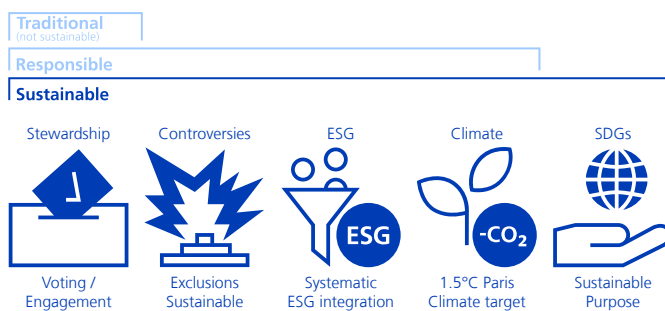 Traditional
(not sustainable)
Responsible
Sustainable
Stewardship
Controversies
ESG
Climate
SDGs
ESG
-CO₂
Voting /
Engagement
Exclusions
Sustainable
Systematic
ESG integration
1.5°C Paris
Climate target
Sustainable
Purpose